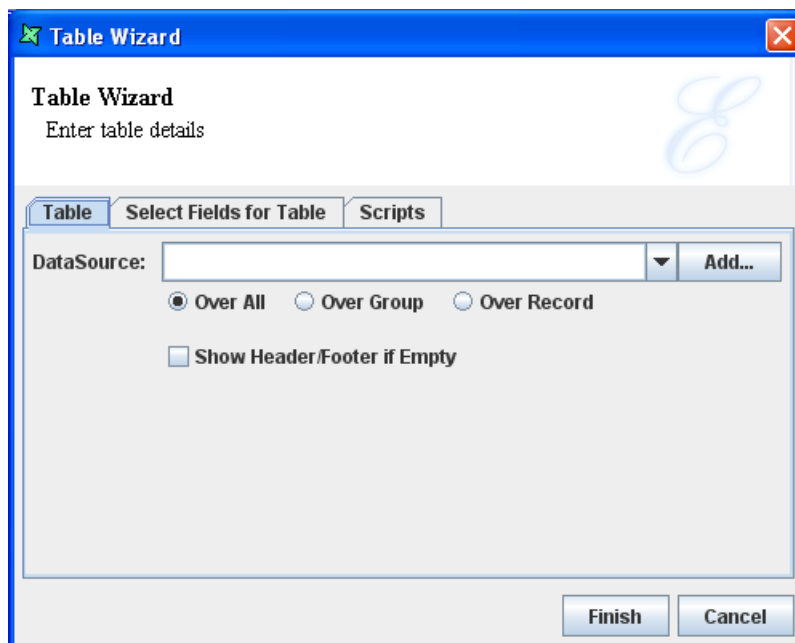 Table Wizard
Table Wizard
Enter table details
Table Select Fields for Table Scripts
DataSource: Add...
Over All Over Group Over Record
Show Header/Footer if Empty
Finish Cancel